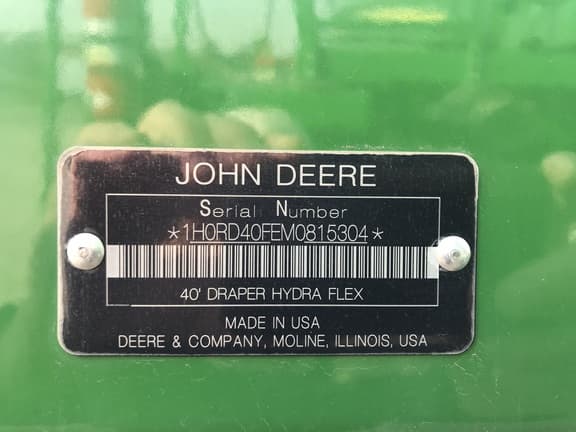 JOHN DEERE
Serial Number
*1H0RD40FEM0815304*
40' DRAPER HYDRA FLEX
MADE IN USA
DEERE & COMPANY, MOLINE, ILLINOIS, USA